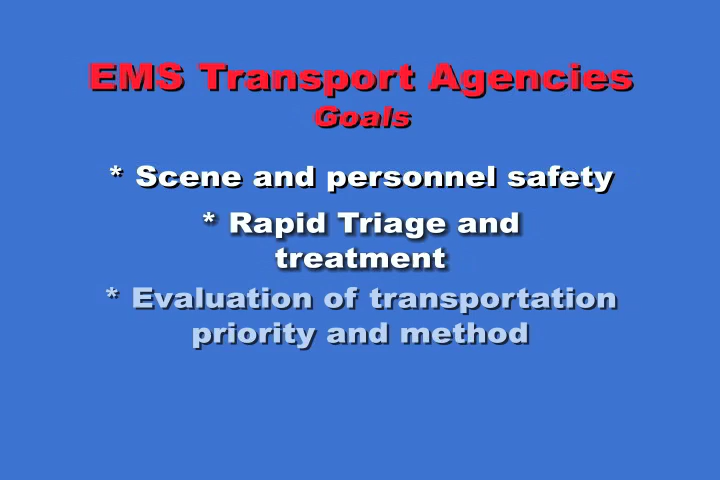 EMS Transport Agencies
Goals
* Scene and personnel safety
* Rapid Triage and
treatment
* Evaluation of transportation
priority and method